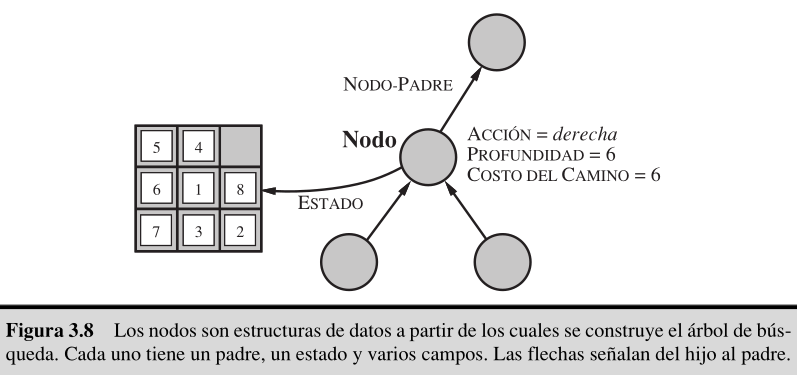 NODO-PADRE
Nodo
ACCIÓN = derecha
PROFUNDIDAD = 6
COSTO DEL CAMINO = 6
5 4
6 1 8
7 3 2
ESTADO
Figura 3.8 Los nodos son estructuras de datos a partir de los cuales se construye el árbol de bús-
queda. Cada uno tiene un padre, un estado y varios campos. Las flechas señalan del hijo al padre.